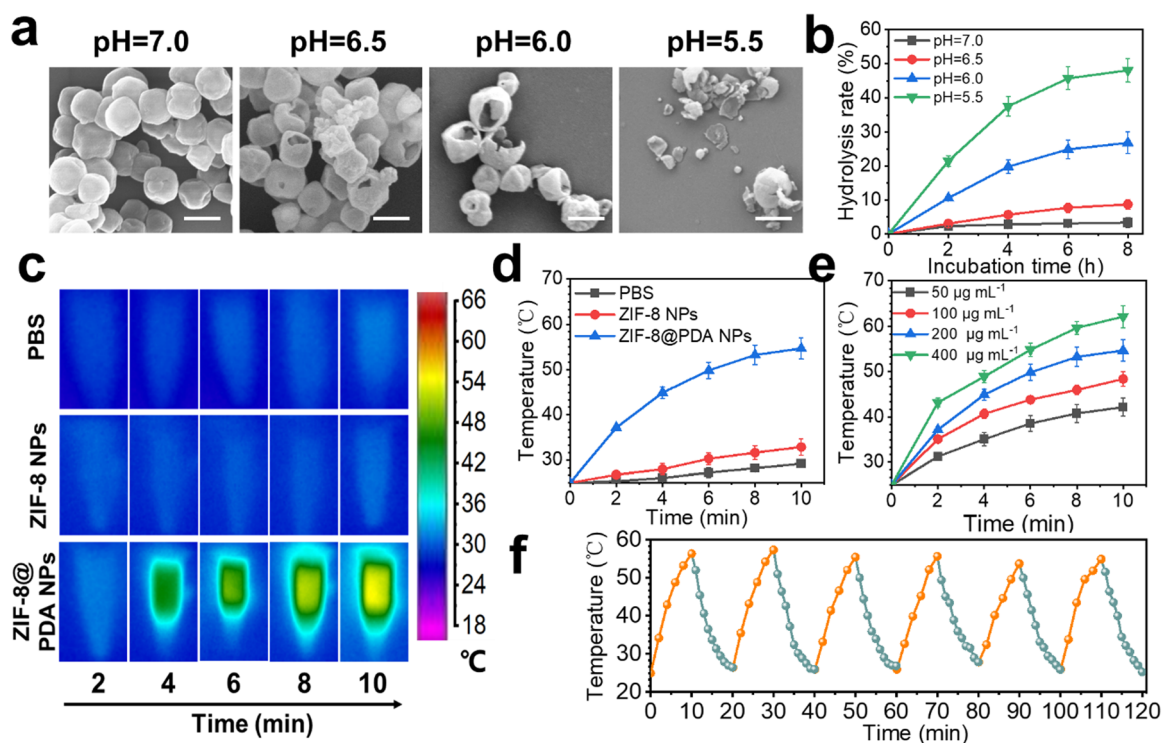 a
pH=7.0 pH=6.5 pH=6.0 pH=5.5
b
Hydrolysis rate (%)
60
50
40
30
20
10
0
pH=7.0
pH=6.5
pH=6.0
pH=5.5
0 2 4 6 8
Incubation time (h)
c
PBS
ZIF-8 NPs
ZIF-8@
PDA NPs
66
60
54
48
42
36
30
24
18
℃
2 4 6 8 10
Time (min)
d
Temperature (℃)
70
60
50
40
30
PBS
ZIF-8 NPs
ZIF-8@PDA NPs
0 2 4 6 8 10
Time (min)
e
Temperature (℃)
70
60
50
40
30
50 μg mL⁻¹
100 μg mL⁻¹
200 μg mL⁻¹
400 μg mL⁻¹
0 2 4 6 8 10
Time (min)
f
Temperature (℃)
60
50
40
30
20
0 10 20 30 40 50 60 70 80 90 100 110 120
Time (min)